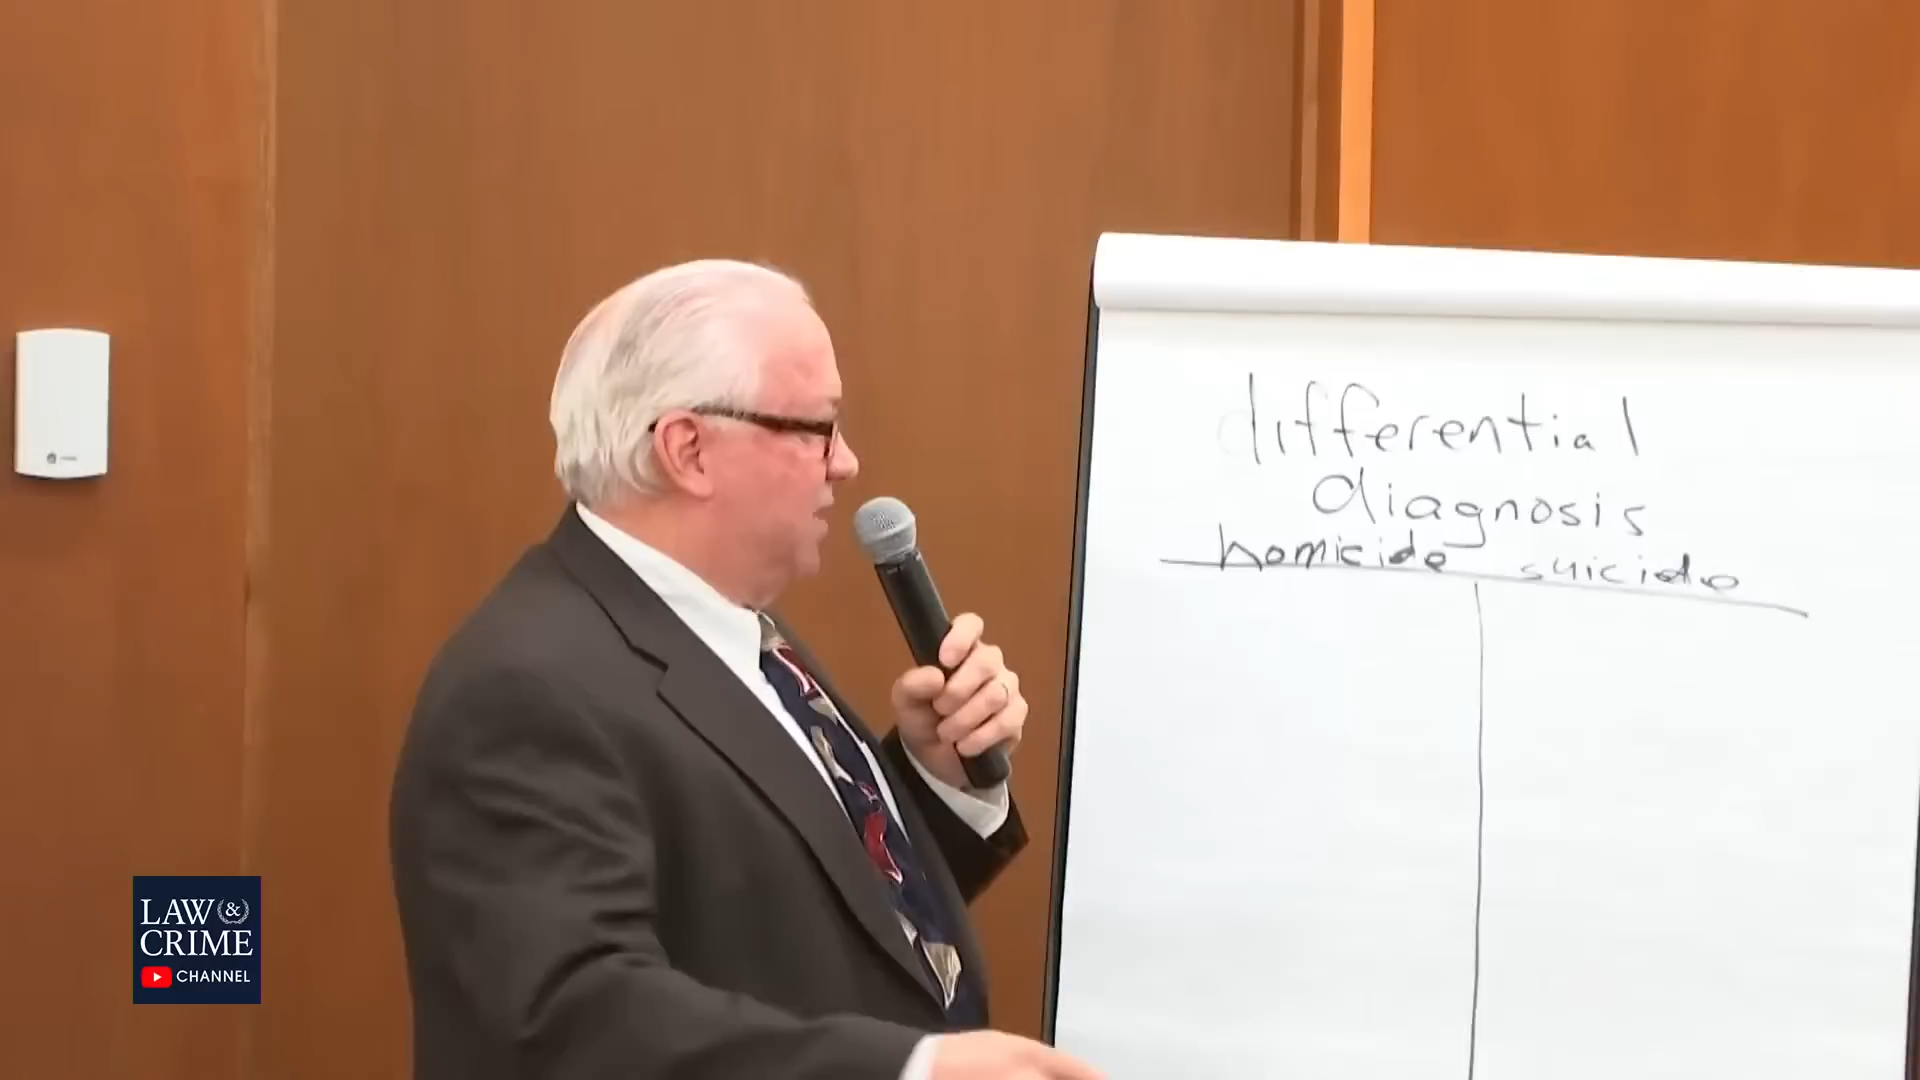 differential
diagnosis
homicide suicide
LAW &
CRIME
CHANNEL